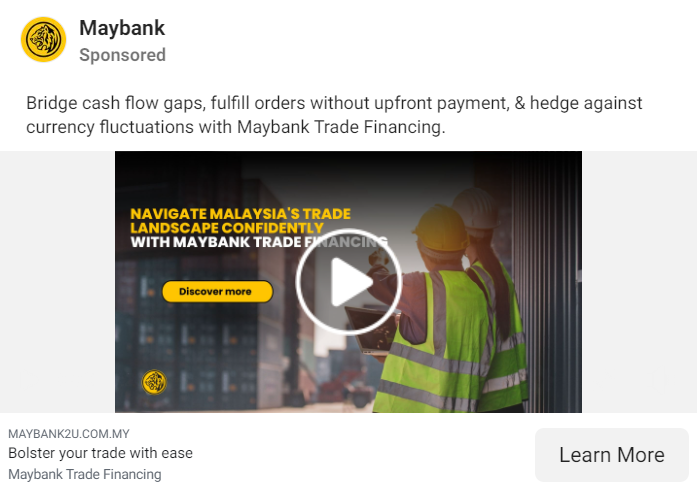 Maybank
Sponsored
Bridge cash flow gaps, fulfill orders without upfront payment, & hedge against
currency fluctuations with Maybank Trade Financing.
NAVIGATE MALAYSIA'S TRADE
LANDSCAPE CONFIDENTLY
WITH MAYBANK TRADE FINANCING
Discover more
MAYBANK2U.COM.MY
Bolster your trade with ease
Maybank Trade Financing
Learn More